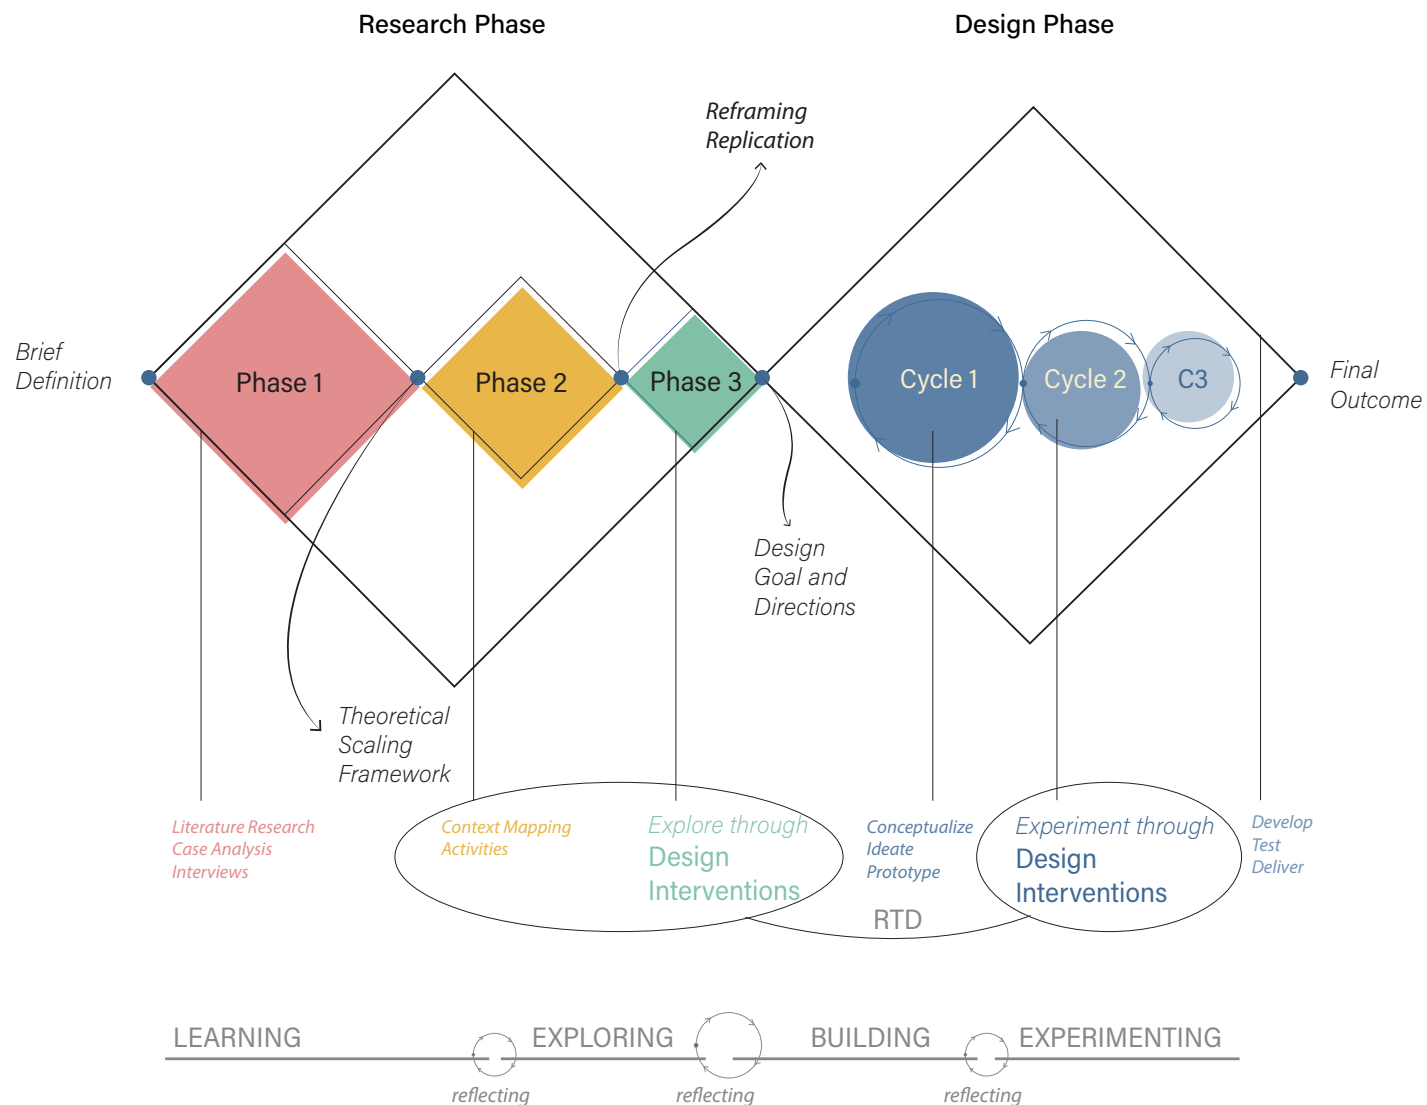 Research Phase
Design Phase
Reframing
Replication
Brief
Definition
Phase 1
Phase 2
Phase 3
Cycle 1
Cycle 2
C3
Final
Outcome
Design
Goal and
Directions
Theoretical
Scaling
Framework
Literature Research
Case Analysis
Interviews
Context Mapping
Activities
Explore through
Design
Interventions
Conceptualize
Ideate
Prototype
Experiment through
Design
Interventions
Develop
Test
Deliver
RTD
LEARNING
EXPLORING
BUILDING
EXPERIMENTING
reflecting
reflecting
reflecting